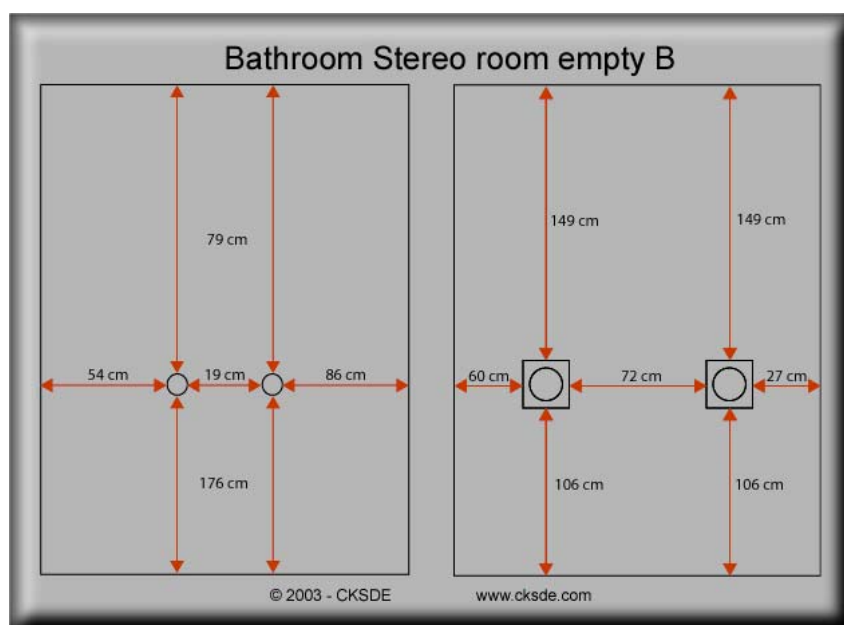 Bathroom Stereo room empty B
79 cm
149 cm
149 cm
54 cm
19 cm
86 cm
60 cm
72 cm
27 cm
176 cm
106 cm
106 cm
© 2003 - CKSDE
www.cksde.com